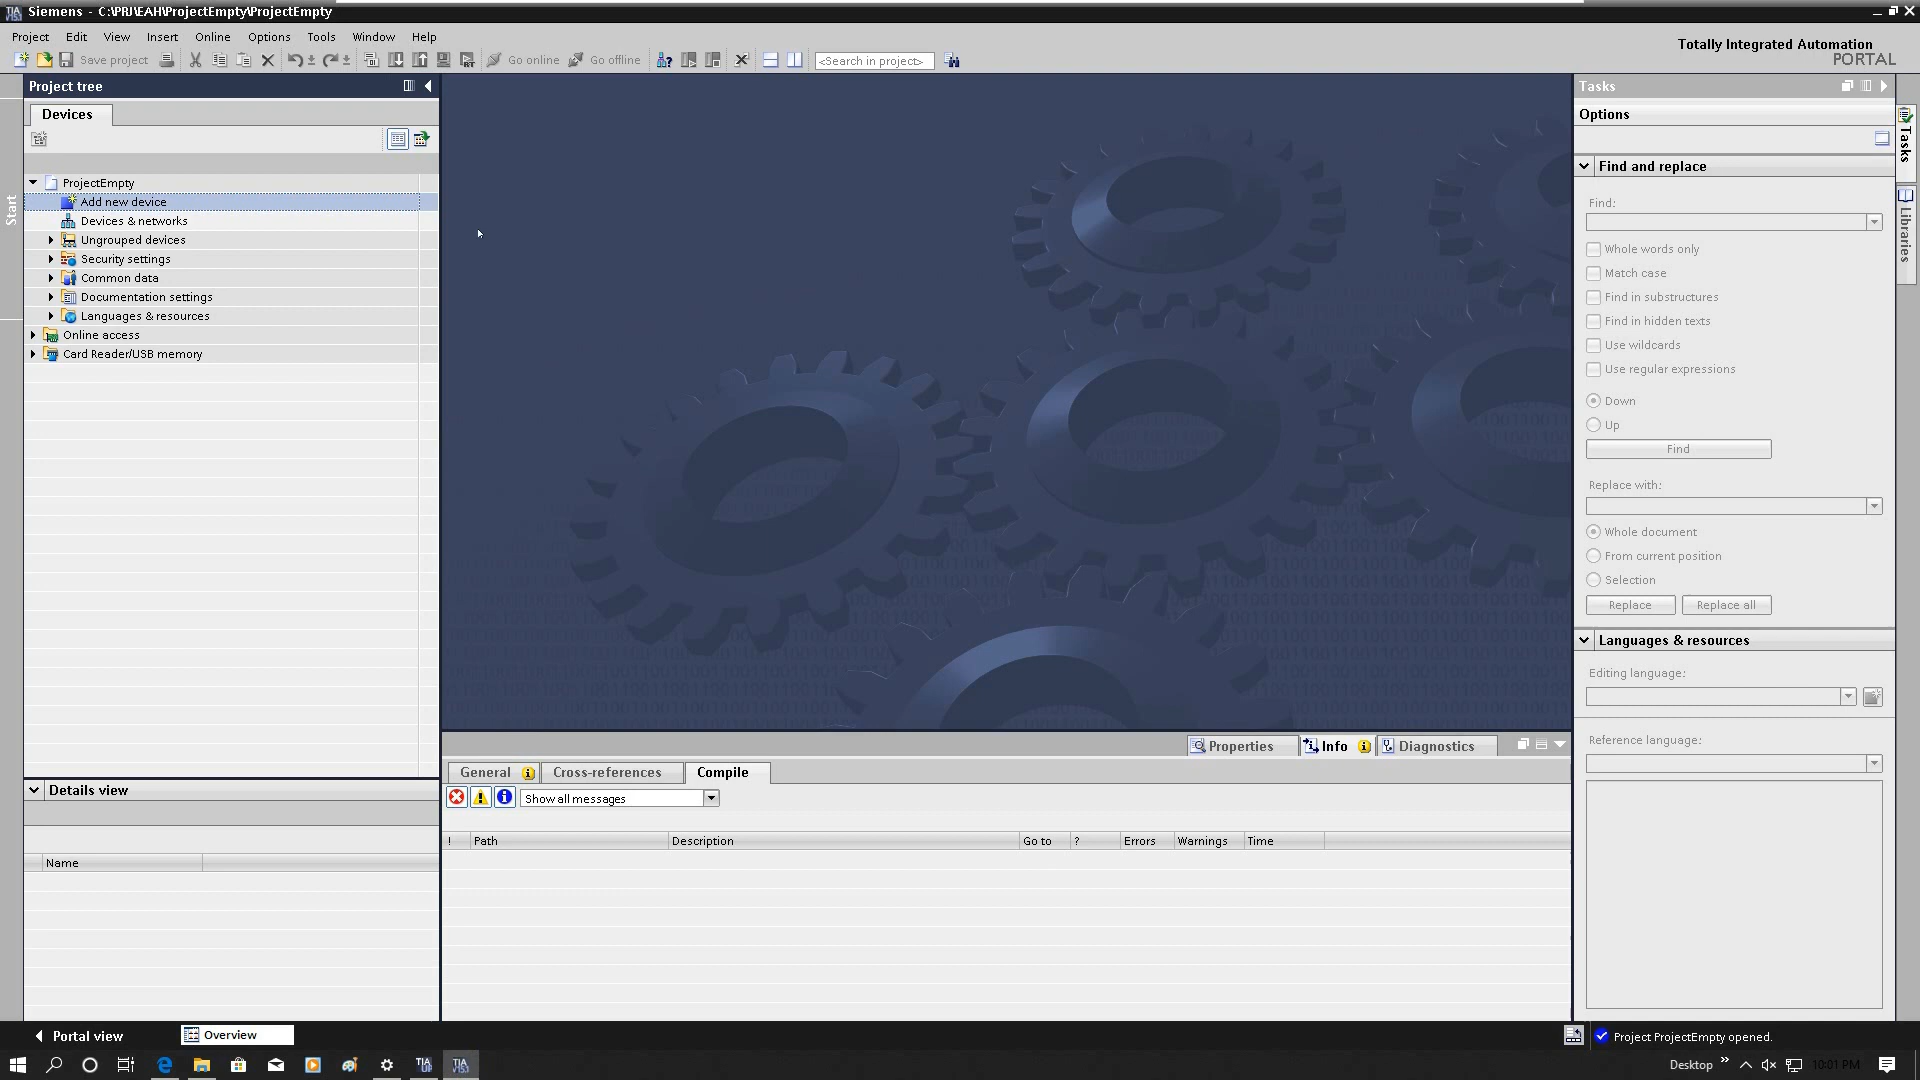 Siemens - C:\PRJ\EAH\ProjectEmpty\ProjectEmpty
Project Edit View Insert Online Options Tools Window Help
Totally Integrated Automation
PORTAL
Save project
Go online
Go offline
<Search in project>
Project tree
Devices
Start
ProjectEmpty
Add new device
Devices & networks
Ungrouped devices
Security settings
Common data
Documentation settings
Languages & resources
Online access
Card Reader/USB memory
Details view
Name
Properties
Info
Diagnostics
General
Cross-references
Compile
Show all messages
! Path Description Go to ? Errors Warnings Time
Tasks
Options
Find and replace
Find:
Whole words only
Match case
Find in substructures
Find in hidden texts
Use wildcards
Use regular expressions
Down
Up
Find
Replace with:
Whole document
From current position
Selection
Replace
Replace all
Languages & resources
Editing language:
Reference language:
Tasks
Libraries
Portal view
Overview
Project ProjectEmpty opened.
Desktop
10:01 PM